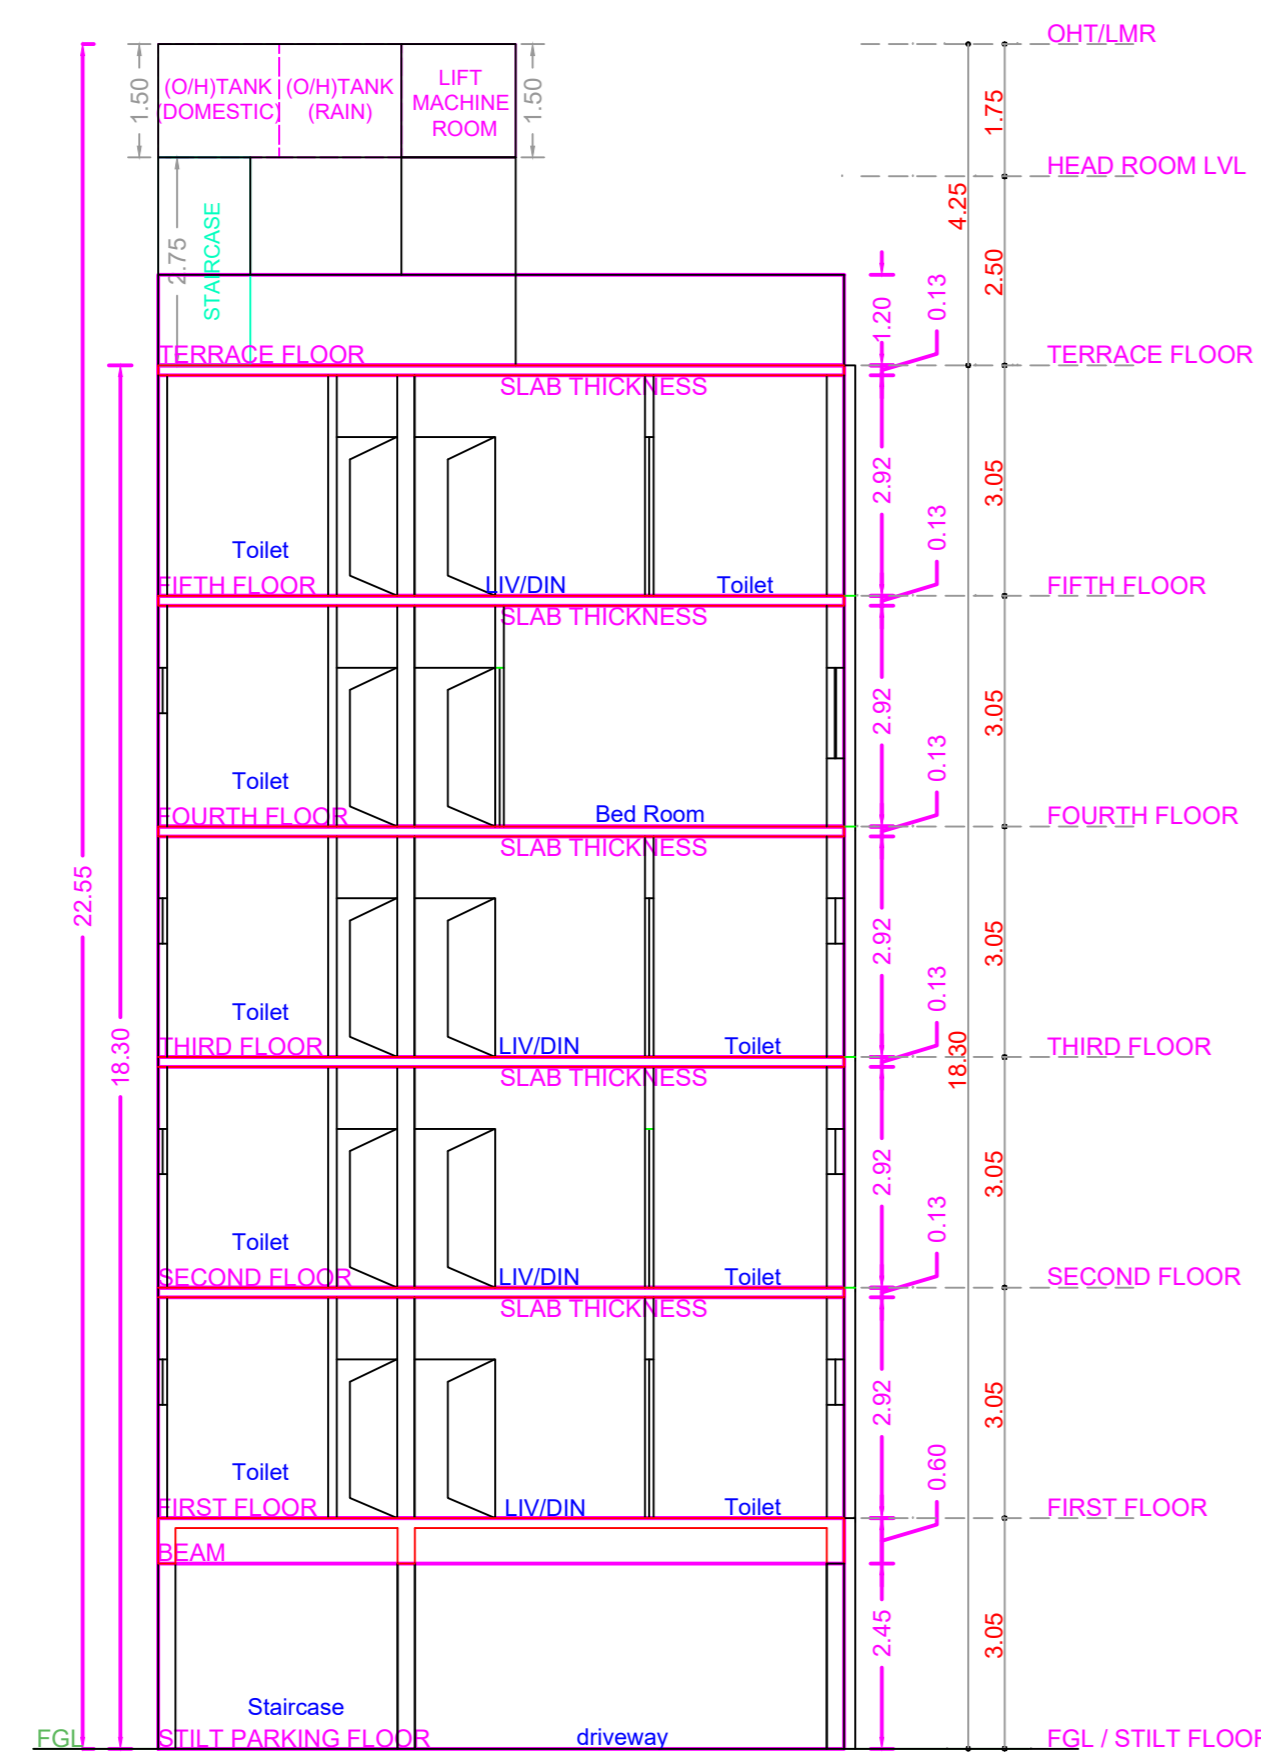 OHT/LMR
1.50
(O/H)TANK
(DOMESTIC)
(O/H)TANK
(RAIN)
LIFT
MACHINE
ROOM
1.50
1.75
HEAD ROOM LVL
4.25
2.75
STAIRCASE
2.50
1.20
0.13
TERRACE FLOOR
TERRACE FLOOR
SLAB THICKNESS
2.92
3.05
0.13
Toilet
FIFTH FLOOR
LIV/DIN
Toilet
FIFTH FLOOR
SLAB THICKNESS
2.92
3.05
0.13
Toilet
FOURTH FLOOR
Bed Room
FOURTH FLOOR
SLAB THICKNESS
22.55
2.92
3.05
0.13
Toilet
THIRD FLOOR
LIV/DIN
Toilet
THIRD FLOOR
18.30
18.30
SLAB THICKNESS
2.92
3.05
0.13
Toilet
SECOND FLOOR
LIV/DIN
Toilet
SECOND FLOOR
SLAB THICKNESS
2.92
3.05
0.60
Toilet
FIRST FLOOR
LIV/DIN
Toilet
FIRST FLOOR
BEAM
2.45
3.05
Staircase
FGL
STILT PARKING FLOOR
driveway
FGL / STILT FLOOR